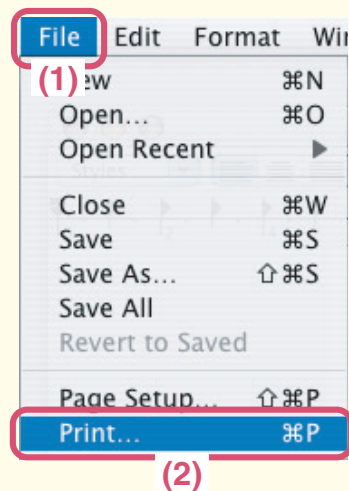 File Edit Format Wi
(1) ew ⌘N
Open... ⌘O
Open Recent ▶
Styles
Close ⌘W
Save ⌘S
Save As... ⇧⌘S
Save All
Revert to Saved
Page Setup... ⇧⌘P
Print... ⌘P
(2)